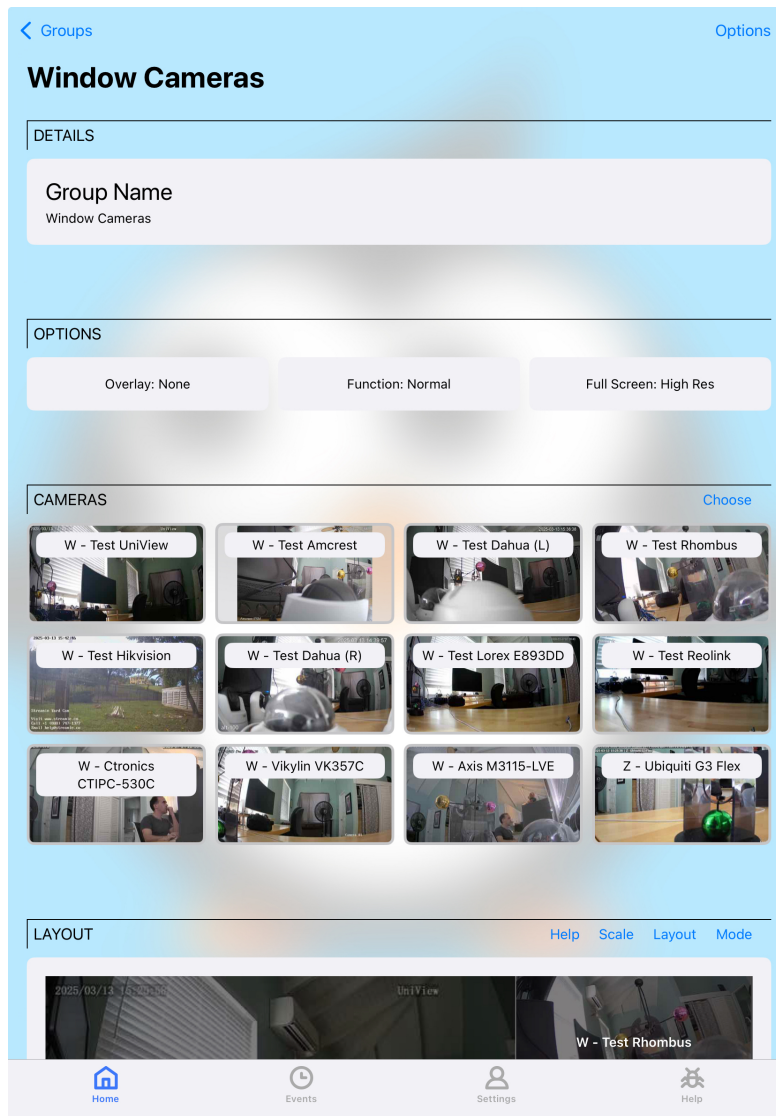 Groups
Options
Window Cameras
DETAILS
Group Name
Window Cameras
OPTIONS
Overlay: None
Function: Normal
Full Screen: High Res
CAMERAS
Choose
UniView
W - Test UniView
W - Test Amcrest
W - Test Dahua (L)
W - Test Rhombus
W - Test Hikvision
W - Test Dahua (R)
W - Test Lorex E893DD
W - Test Reolink
W - Ctronics
CTIPC-530C
W - Vikylin VK357C
W - Axis M3115-LVE
Z - Ubiquiti G3 Flex
LAYOUT
Help
Scale
Layout
Mode
2025/03/13
UniView
W - Test Rhombus
Home
Events
Settings
Help